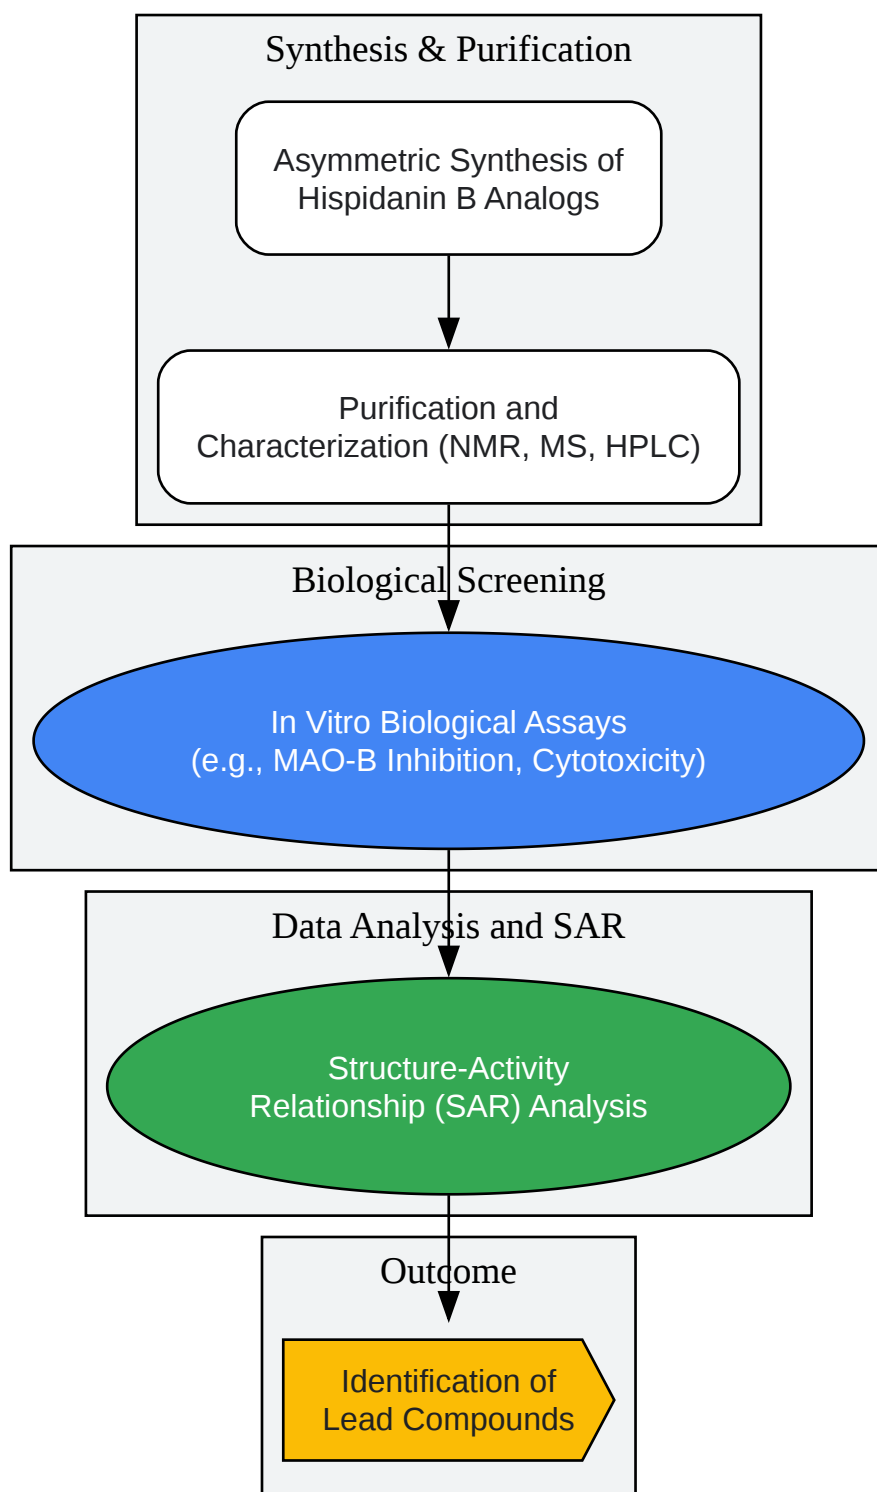 Synthesis & Purification
Asymmetric Synthesis of
Hispidanin B Analogs
Purification and
Characterization (NMR, MS, HPLC)
Biological Screening
In Vitro Biological Assays
(e.g., MAO-B Inhibition, Cytotoxicity)
Data Analysis and SAR
Structure-Activity
Relationship (SAR) Analysis
Outcome
Identification of
Lead Compounds